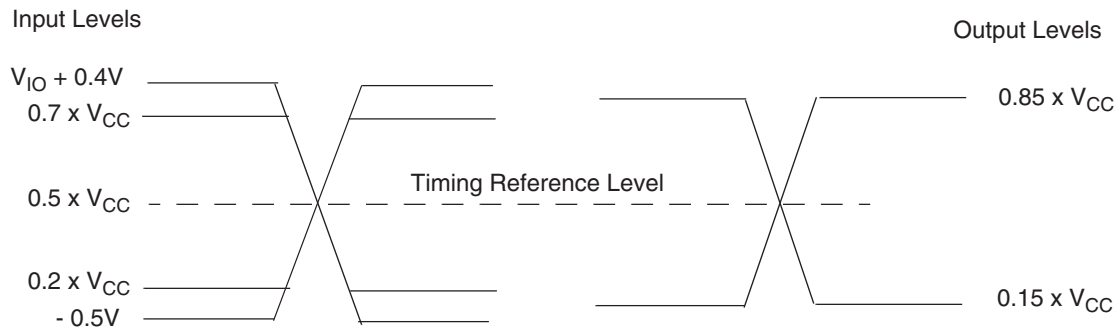 Input Levels
Output Levels
V_IO + 0.4V
0.7 x V_CC
0.85 x V_CC
Timing Reference Level
0.5 x V_CC
0.2 x V_CC
0.15 x V_CC
- 0.5V